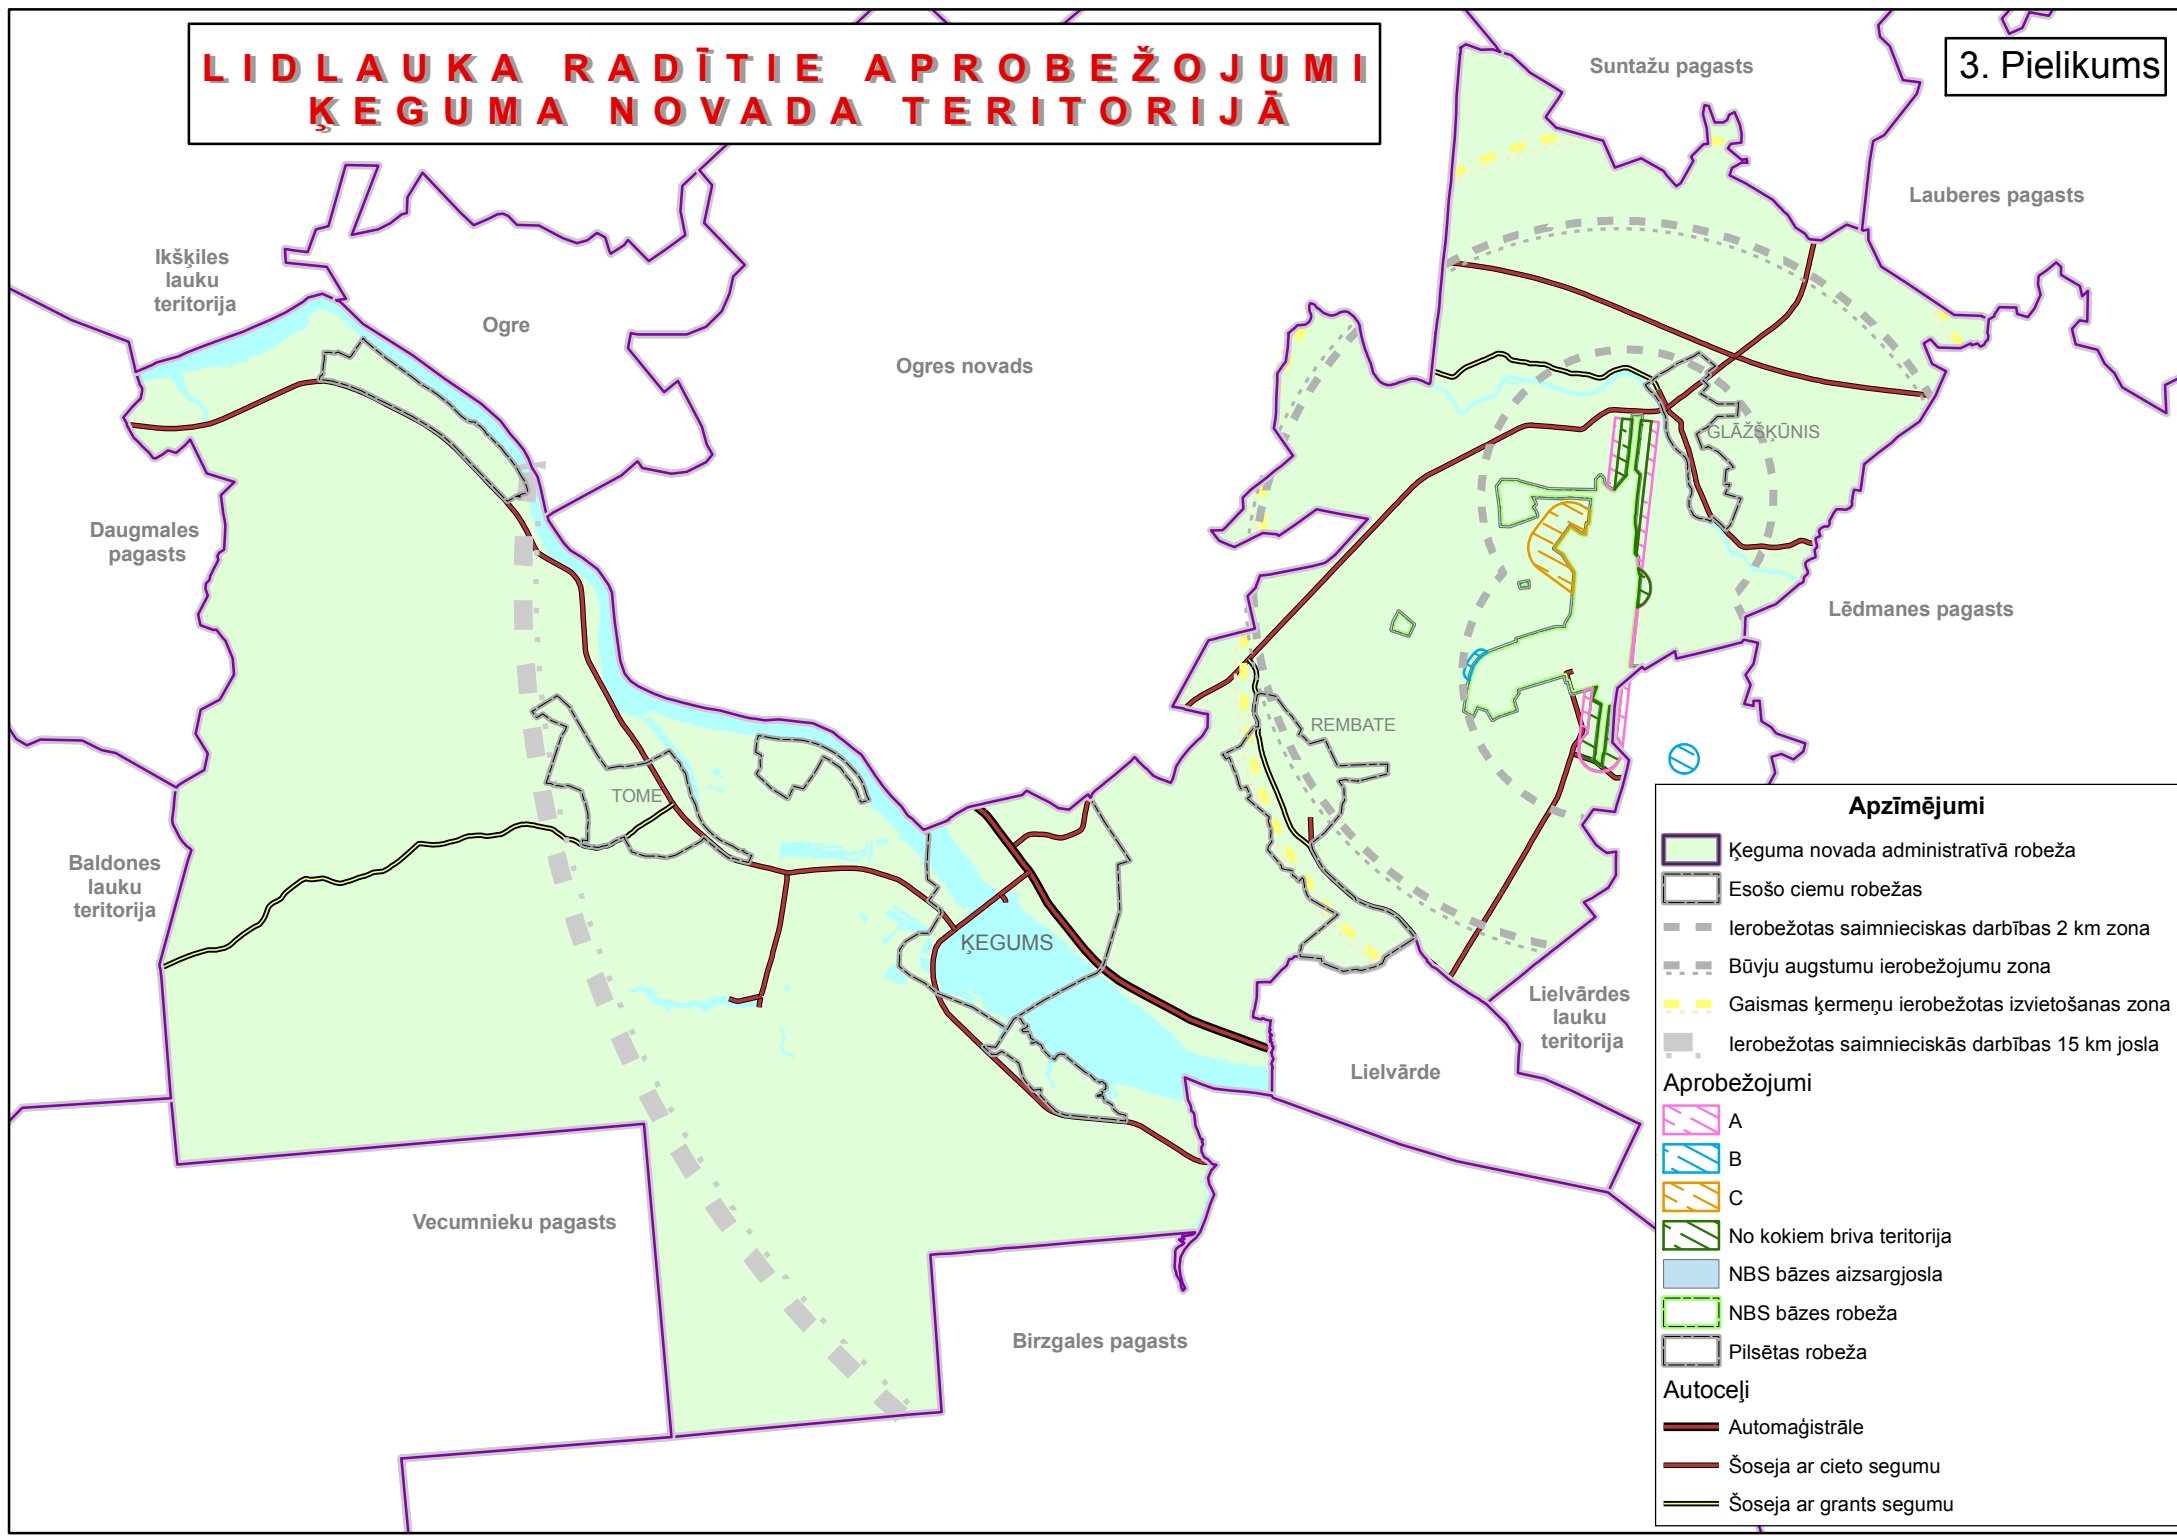 LIDLAUKA RADĪTIE APROBEŽOJUMI
ĶEGUMA NOVADA TERITORIJĀ
3. Pielikums
Suntažu pagasts
Lauberes pagasts
Ikšķiles
lauku
teritorija
Ogre
Ogres novads
GLĀŽŠĶŪNIS
Daugmales
pagasts
Lēdmanes pagasts
REMBATE
TOME
Baldones
lauku
teritorija
ĶEGUMS
Lielvārdes
lauku
teritorija
Lielvārde
Vecumnieku pagasts
Birzgales pagasts
Apzīmējumi
Ķeguma novada administratīvā robeža
Esošo ciemu robežas
Ierobežotas saimnieciskas darbības 2 km zona
Būvju augstumu ierobežojumu zona
Gaismas ķermeņu ierobežotas izvietošanas zona
Ierobežotas saimnieciskās darbības 15 km josla
Aprobežojumi
A
B
C
No kokiem briva teritorija
NBS bāzes aizsargjosla
NBS bāzes robeža
Pilsētas robeža
Autoceļi
Automaģistrāle
Šoseja ar cieto segumu
Šoseja ar grants segumu